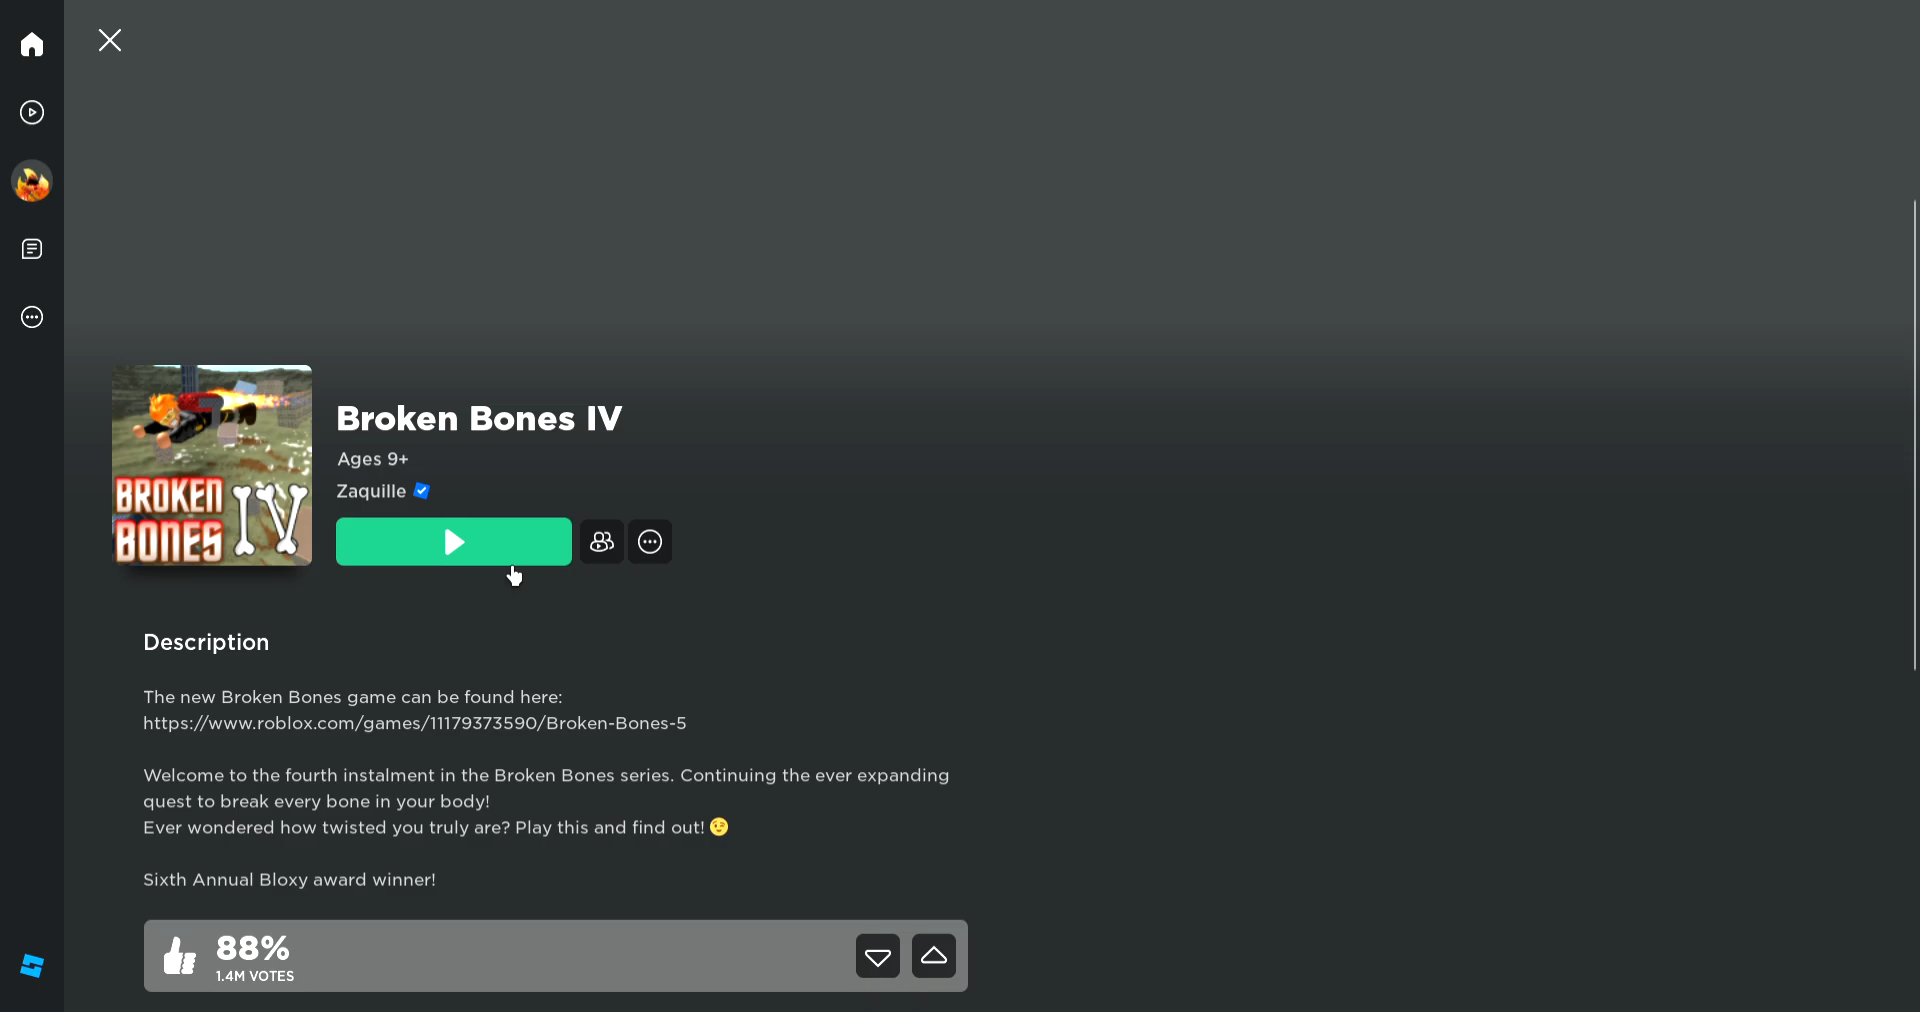 Broken Bones IV
Ages 9+
Zaquille
BROKEN
BONES IV
Description
The new Broken Bones game can be found here:
https://www.roblox.com/games/11179373590/Broken-Bones-5
Welcome to the fourth instalment in the Broken Bones series. Continuing the ever expanding
quest to break every bone in your body!
Ever wondered how twisted you truly are? Play this and find out! 😉
Sixth Annual Bloxy award winner!
88%
1.4M VOTES